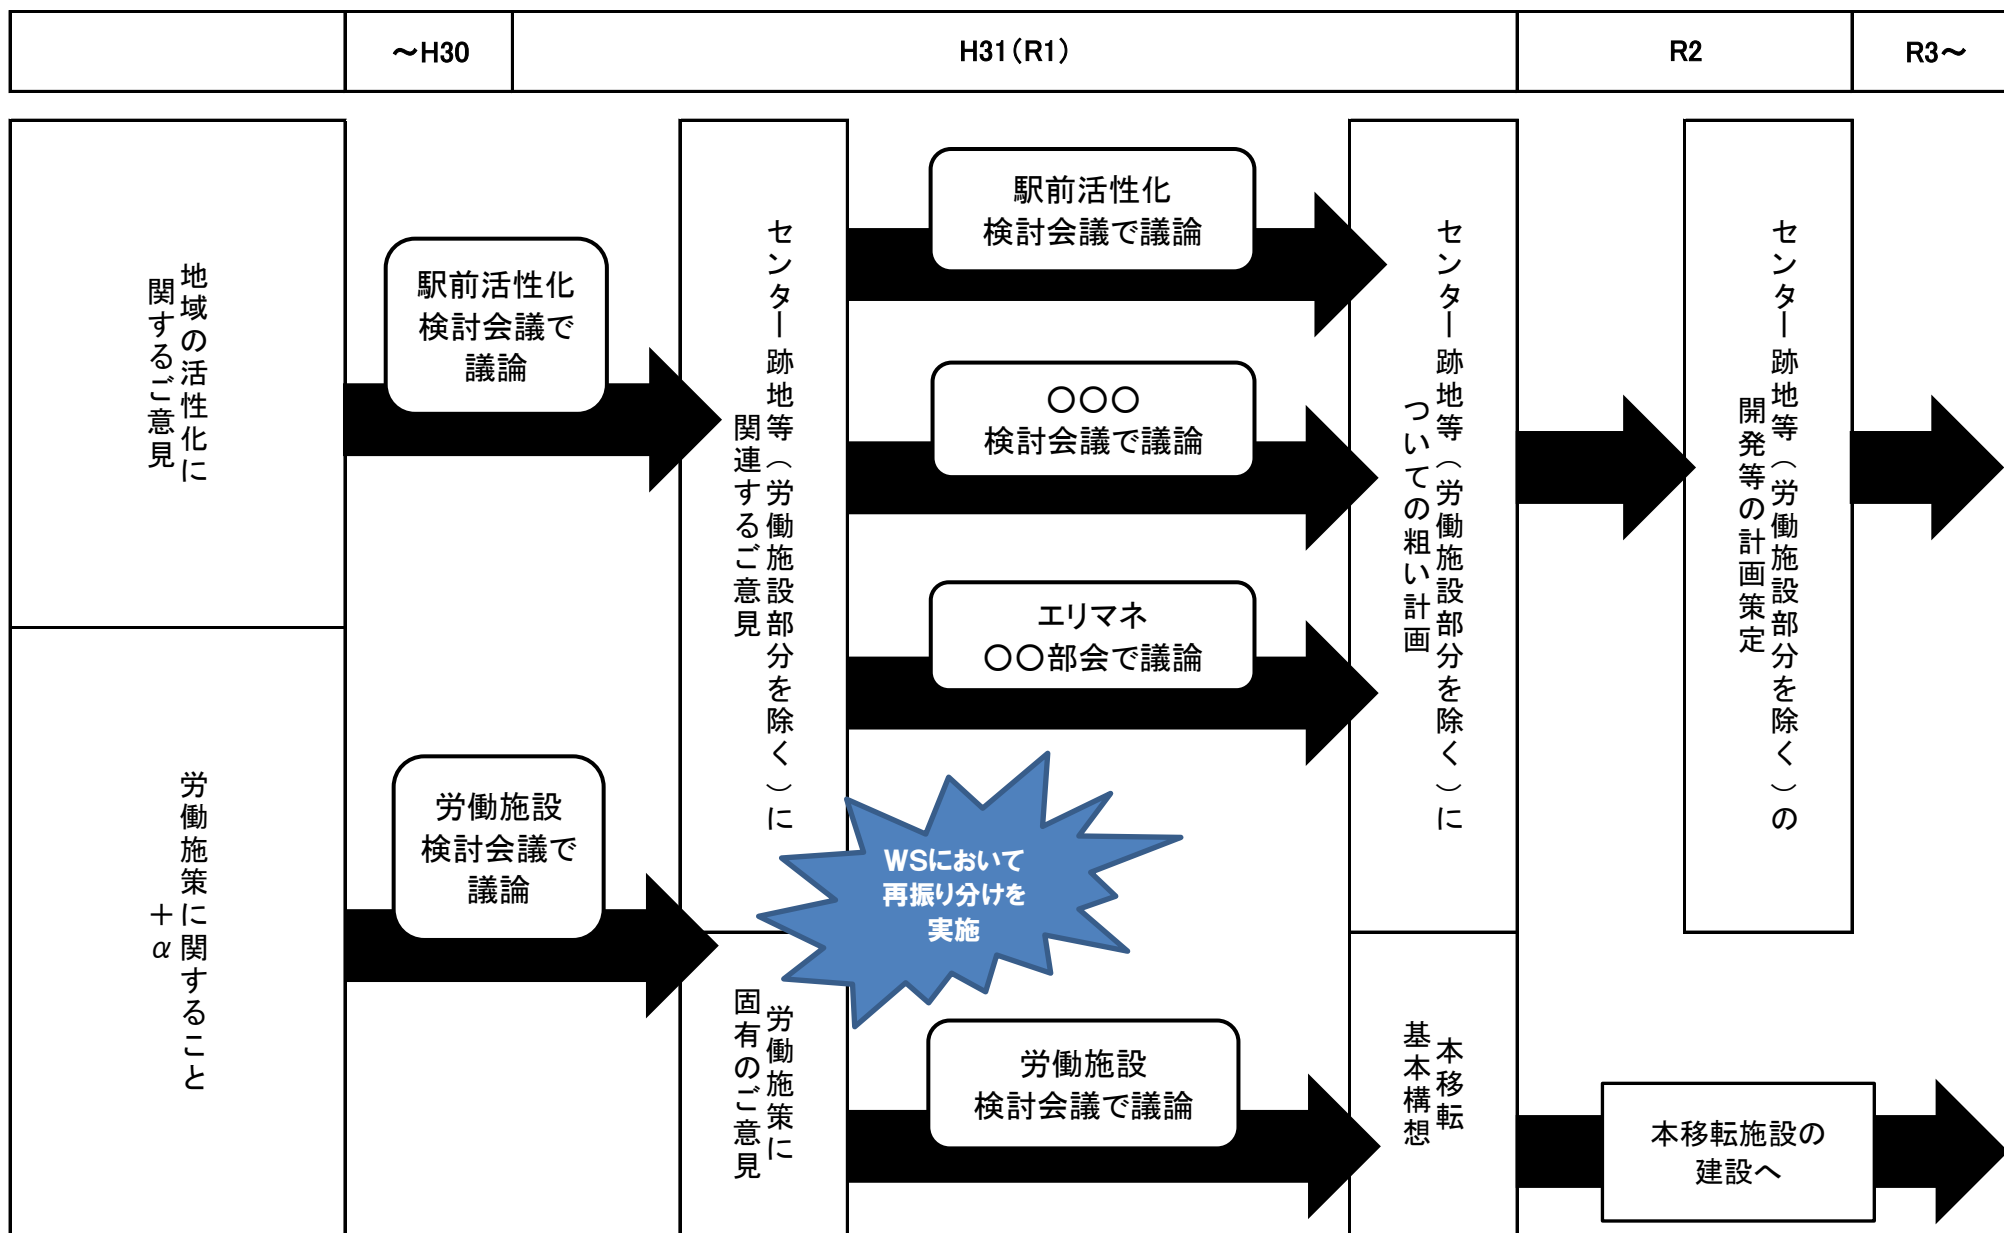 ～H30
H31(R1)
R2
R3～
地域の活性化に
関するご意見
労働施策に関すること
＋α
駅前活性化
検討会議で
議論
労働施設
検討会議で
議論
センター跡地等（労働施設部分を除く）に
関連するご意見
労働施策に
固有のご意見
駅前活性化
検討会議で議論
〇〇〇
検討会議で議論
エリマネ
〇〇部会で議論
WSにおいて
再振り分けを
実施
労働施設
検討会議で議論
センター跡地等（労働施設部分を除く）に
ついての粗い計画
本移転
基本構想
センター跡地等（労働施設部分を除く）の
開発等の計画策定
本移転施設の
建設へ